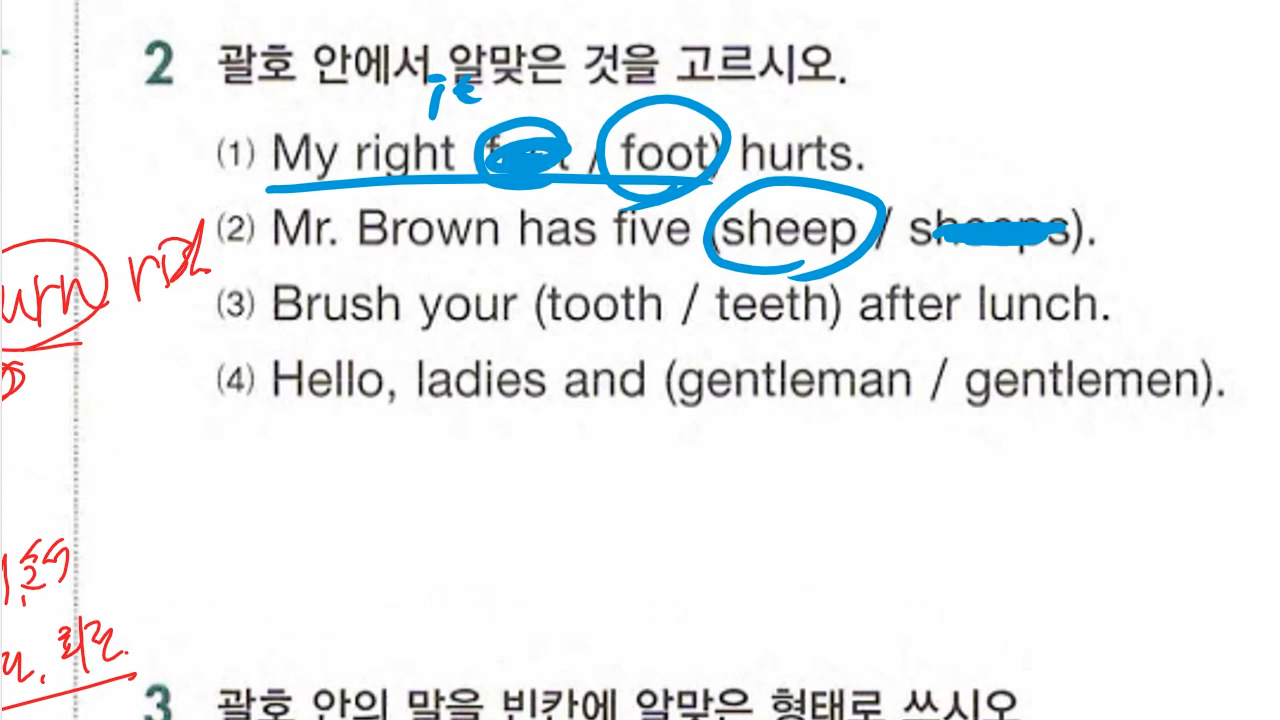 2 괄호 안에서 알맞은 것을 고르시오.
it
(1) My right / foot) hurts.
(2) Mr. Brown has five (sheep / sheeps).
(3) Brush your (tooth / teeth) after lunch.
(4) Hello, ladies and (gentleman / gentlemen).
3 괄호 안의 말을 빈칸에 알맞은 형태로 쓰시오